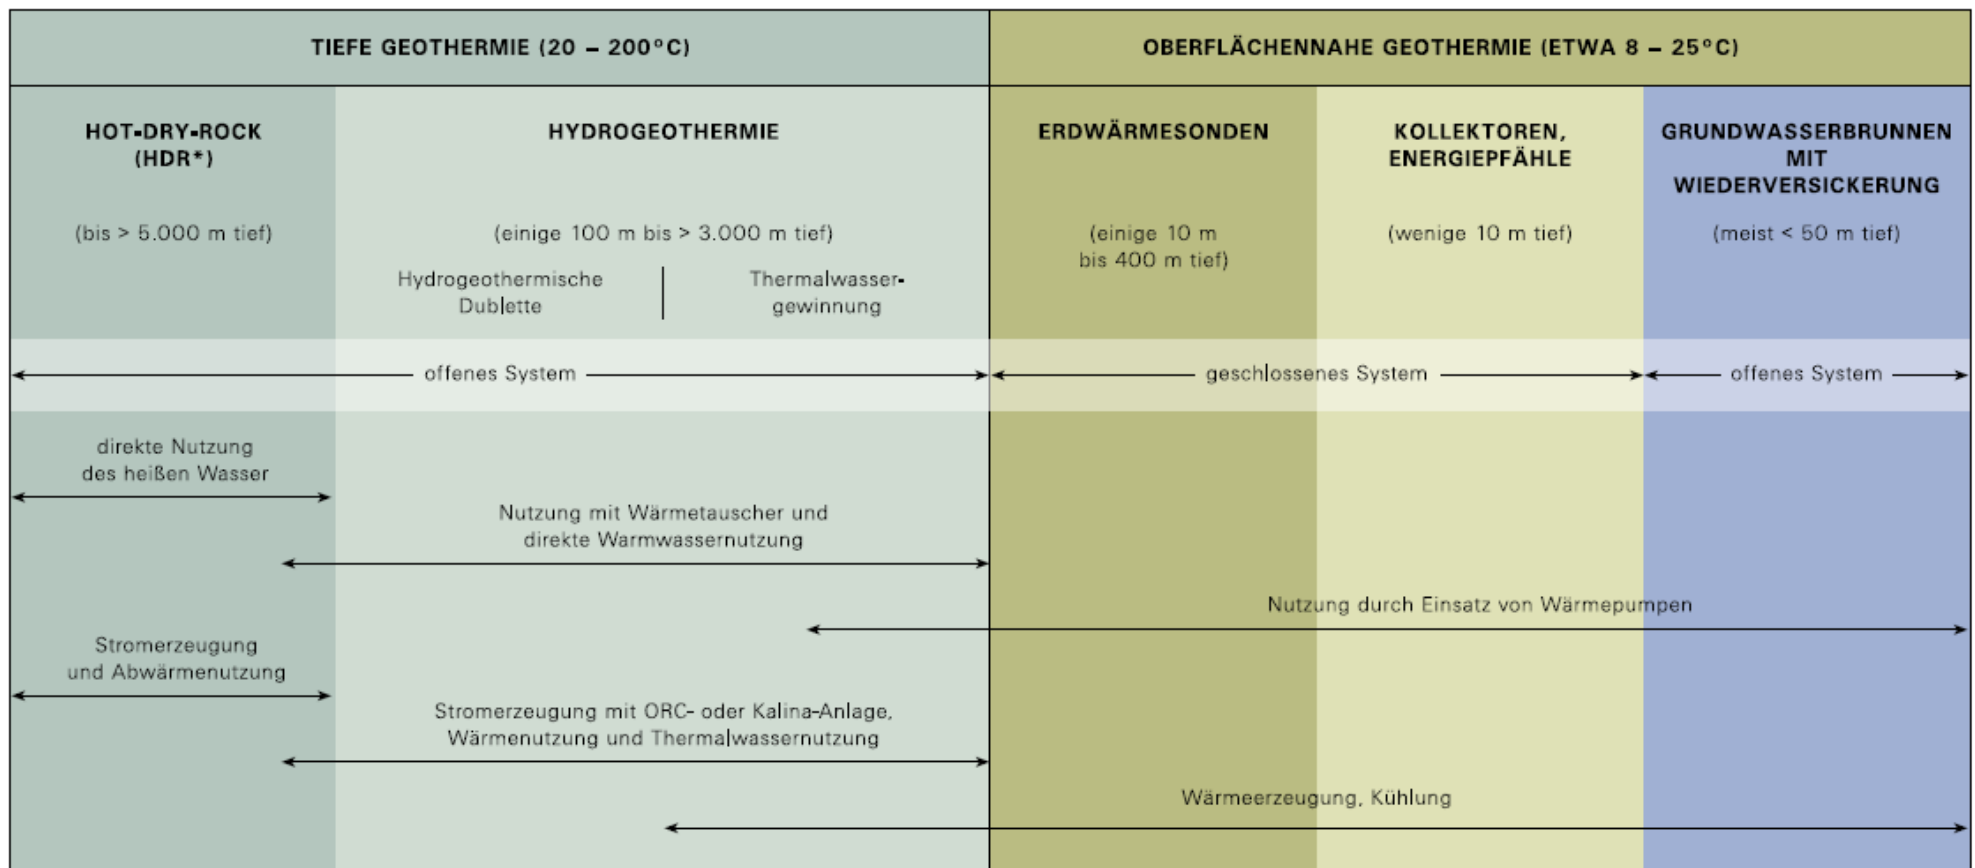 TIEFE GEOTHERMIE (20 – 200°C)
OBERFLÄCHENNAHE GEOTHERMIE (ETWA 8 – 25°C)
HOT-DRY-ROCK
(HDR*)
(bis > 5.000 m tief)
HYDROGEOTHERMIE
(einige 100 m bis > 3.000 m tief)
Hydrogeothermische
Dublette
Thermalwasser-
gewinnung
ERDWÄRMESONDEN
(einige 10 m
bis 400 m tief)
KOLLEKTOREN,
ENERGIEPFÄHLE
(wenige 10 m tief)
GRUNDWASSERBRUNNEN
MIT
WIEDERVERSICKERUNG
(meist < 50 m tief)
offenes System
geschlossenes System
offenes System
direkte Nutzung
des heißen Wasser
Nutzung mit Wärmetauscher und
direkte Warmwassernutzung
Nutzung durch Einsatz von Wärmepumpen
Stromerzeugung
und Abwärmenutzung
Stromerzeugung mit ORC- oder Kalina-Anlage,
Wärmenutzung und Thermalwassernutzung
Wärmeerzeugung, Kühlung